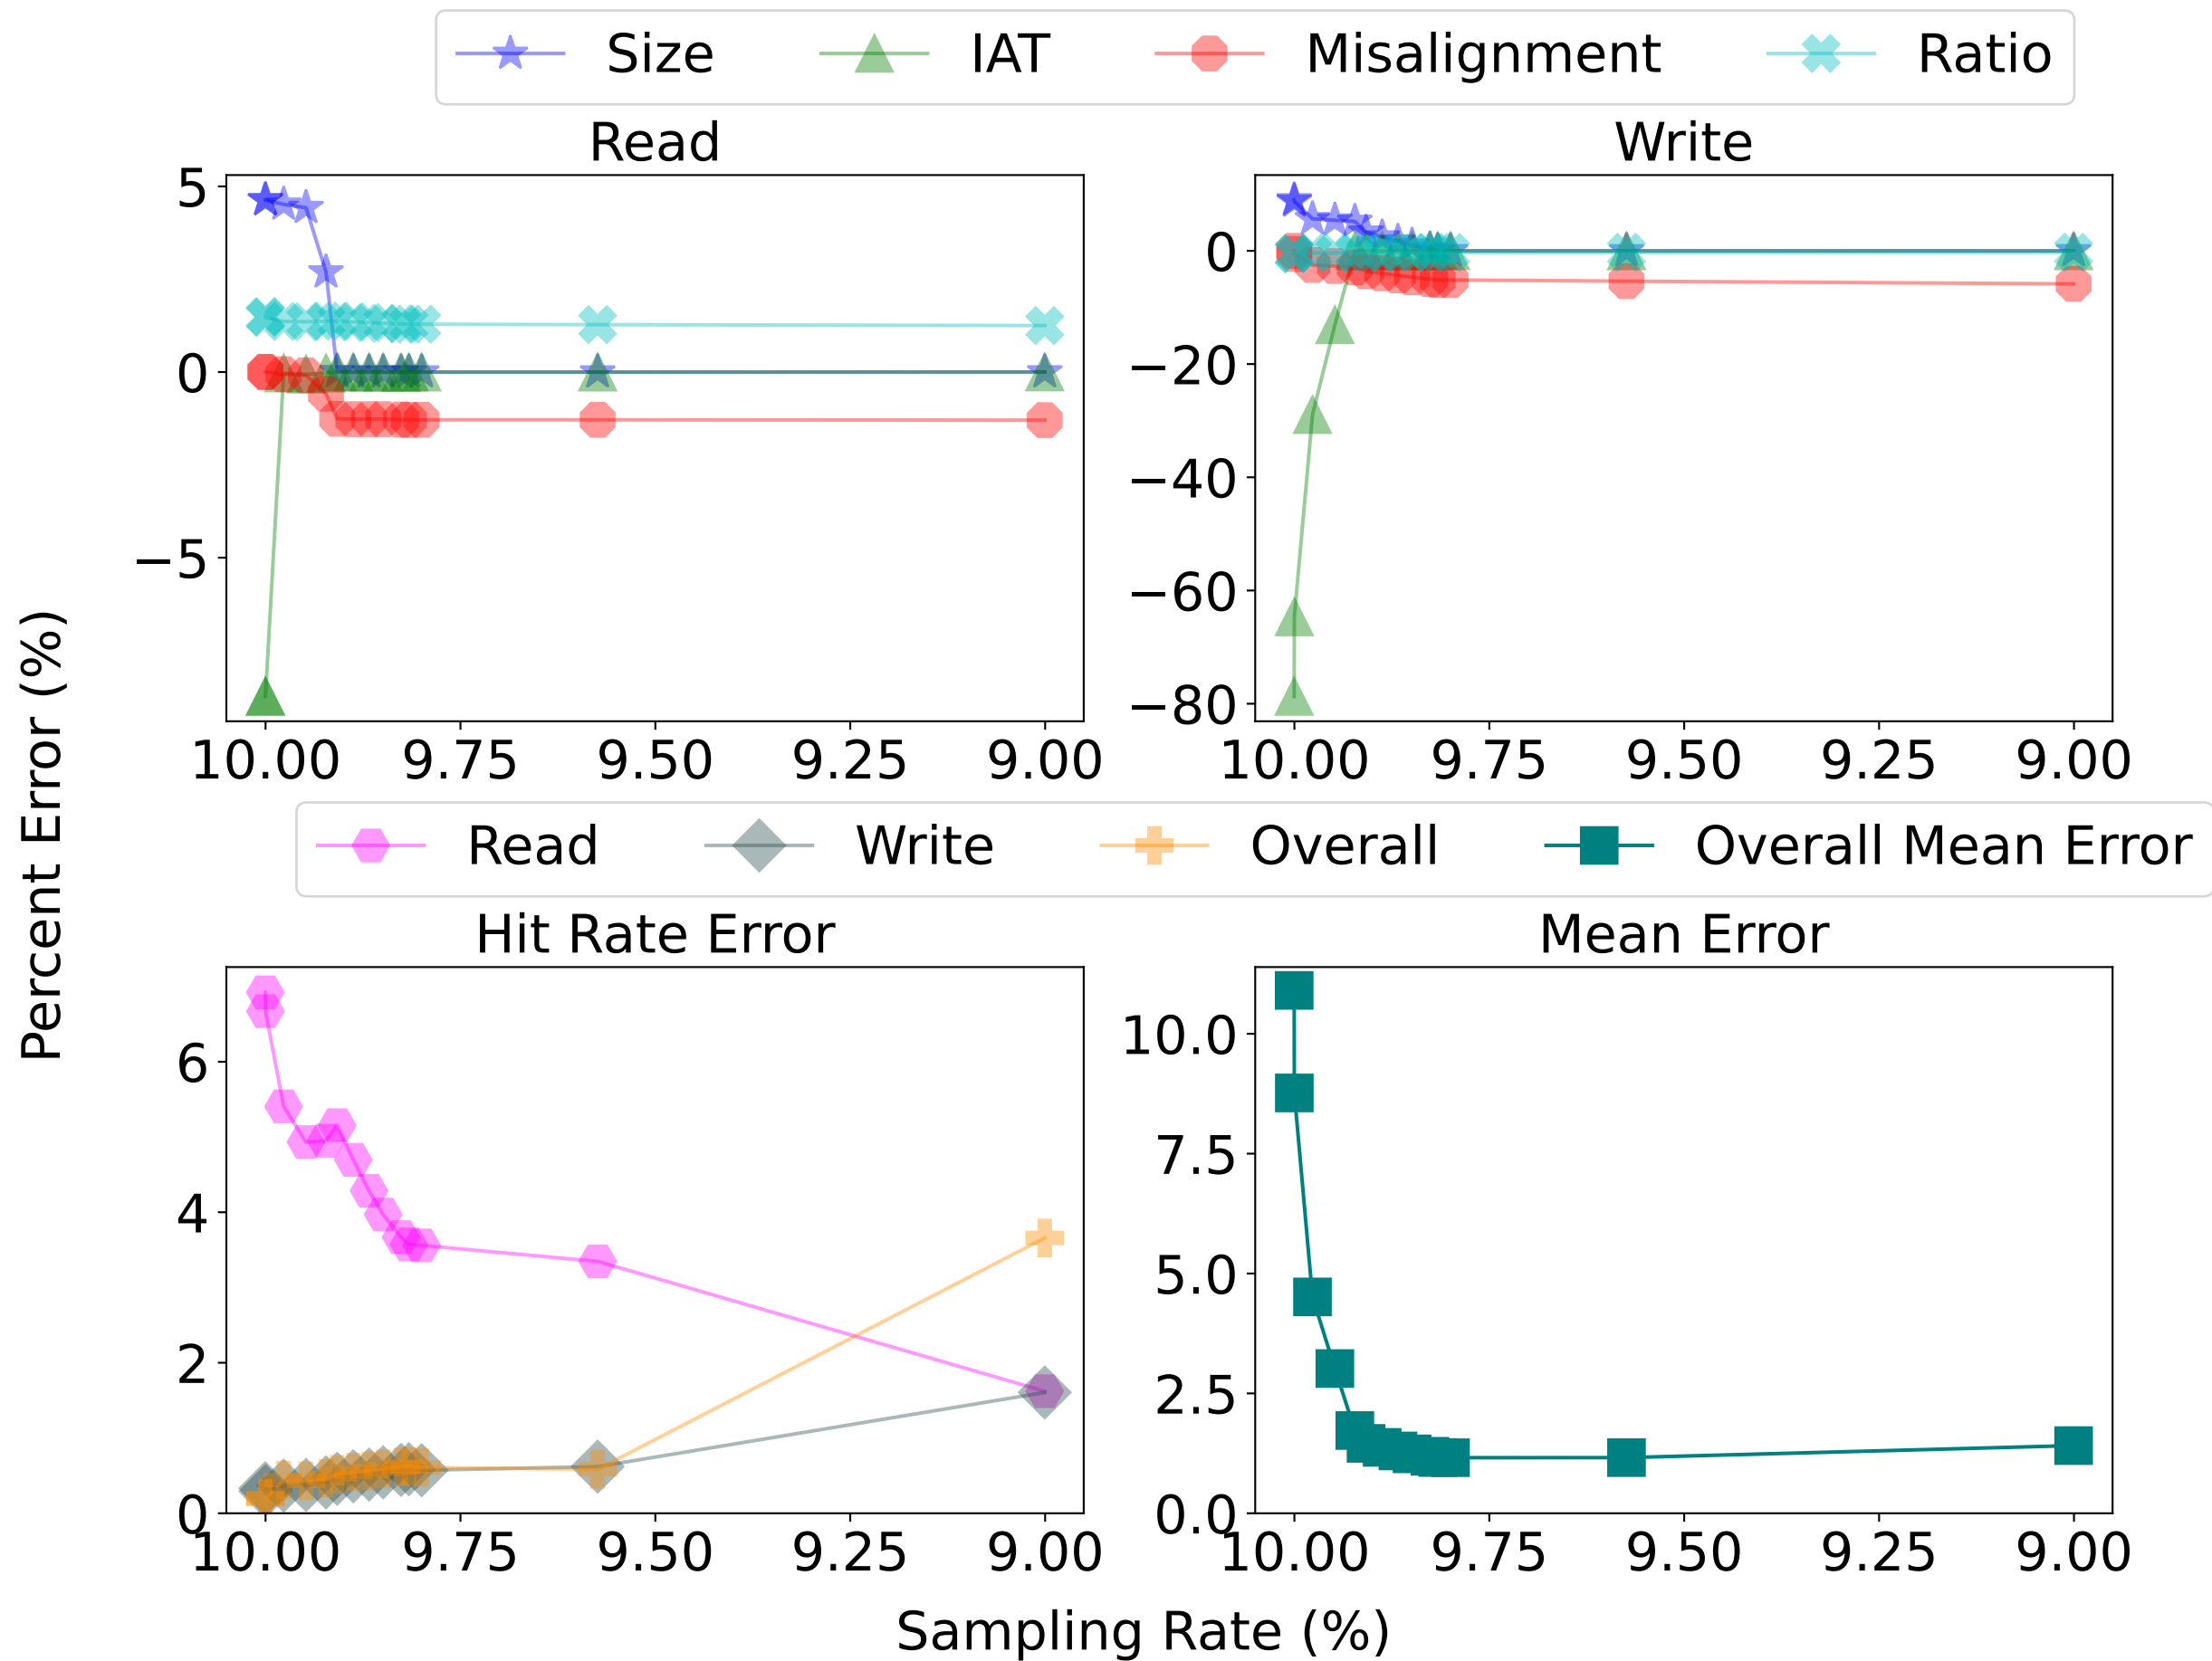 Size IAT Misalignment Ratio
Read Write
5
0
−5
0
−20
−40
−60
−80
10.00 9.75 9.50 9.25 9.00
10.00 9.75 9.50 9.25 9.00
Percent Error (%)
Read Write Overall Overall Mean Error
Hit Rate Error Mean Error
6
4
2
0
10.0
7.5
5.0
2.5
0.0
10.00 9.75 9.50 9.25 9.00
10.00 9.75 9.50 9.25 9.00
Sampling Rate (%)